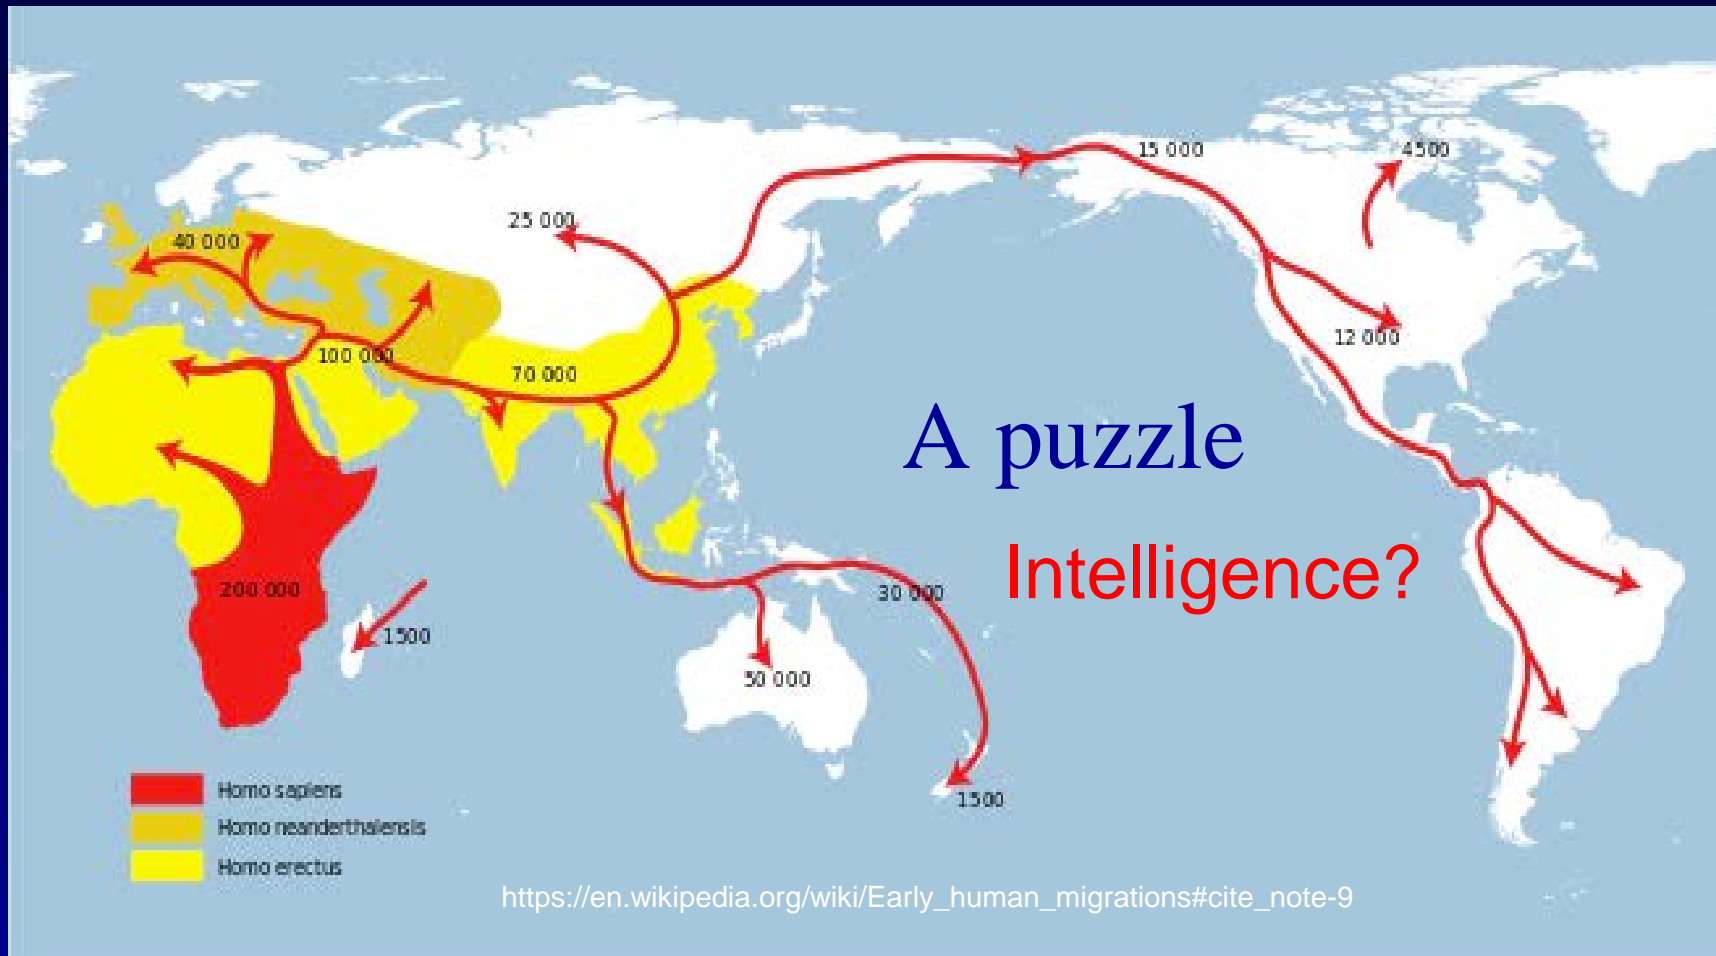 15 000
4500
25 000
40 000
12 000
100 000
70 000
A puzzle
Intelligence?
200 000
30 000
1500
50 000
1500
Homo sapiens
Homo neanderthalensis
Homo erectus
https://en.wikipedia.org/wiki/Early_human_migrations#cite_note-9